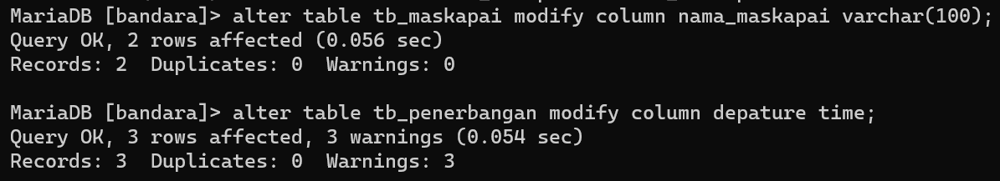 MariaDB [bandara]> alter table tb_maskapai modify column nama_maskapai varchar(100);
Query OK, 2 rows affected (0.056 sec)
Records: 2  Duplicates: 0  Warnings: 0

MariaDB [bandara]> alter table tb_penerbangan modify column depature time;
Query OK, 3 rows affected, 3 warnings (0.054 sec)
Records: 3  Duplicates: 0  Warnings: 3